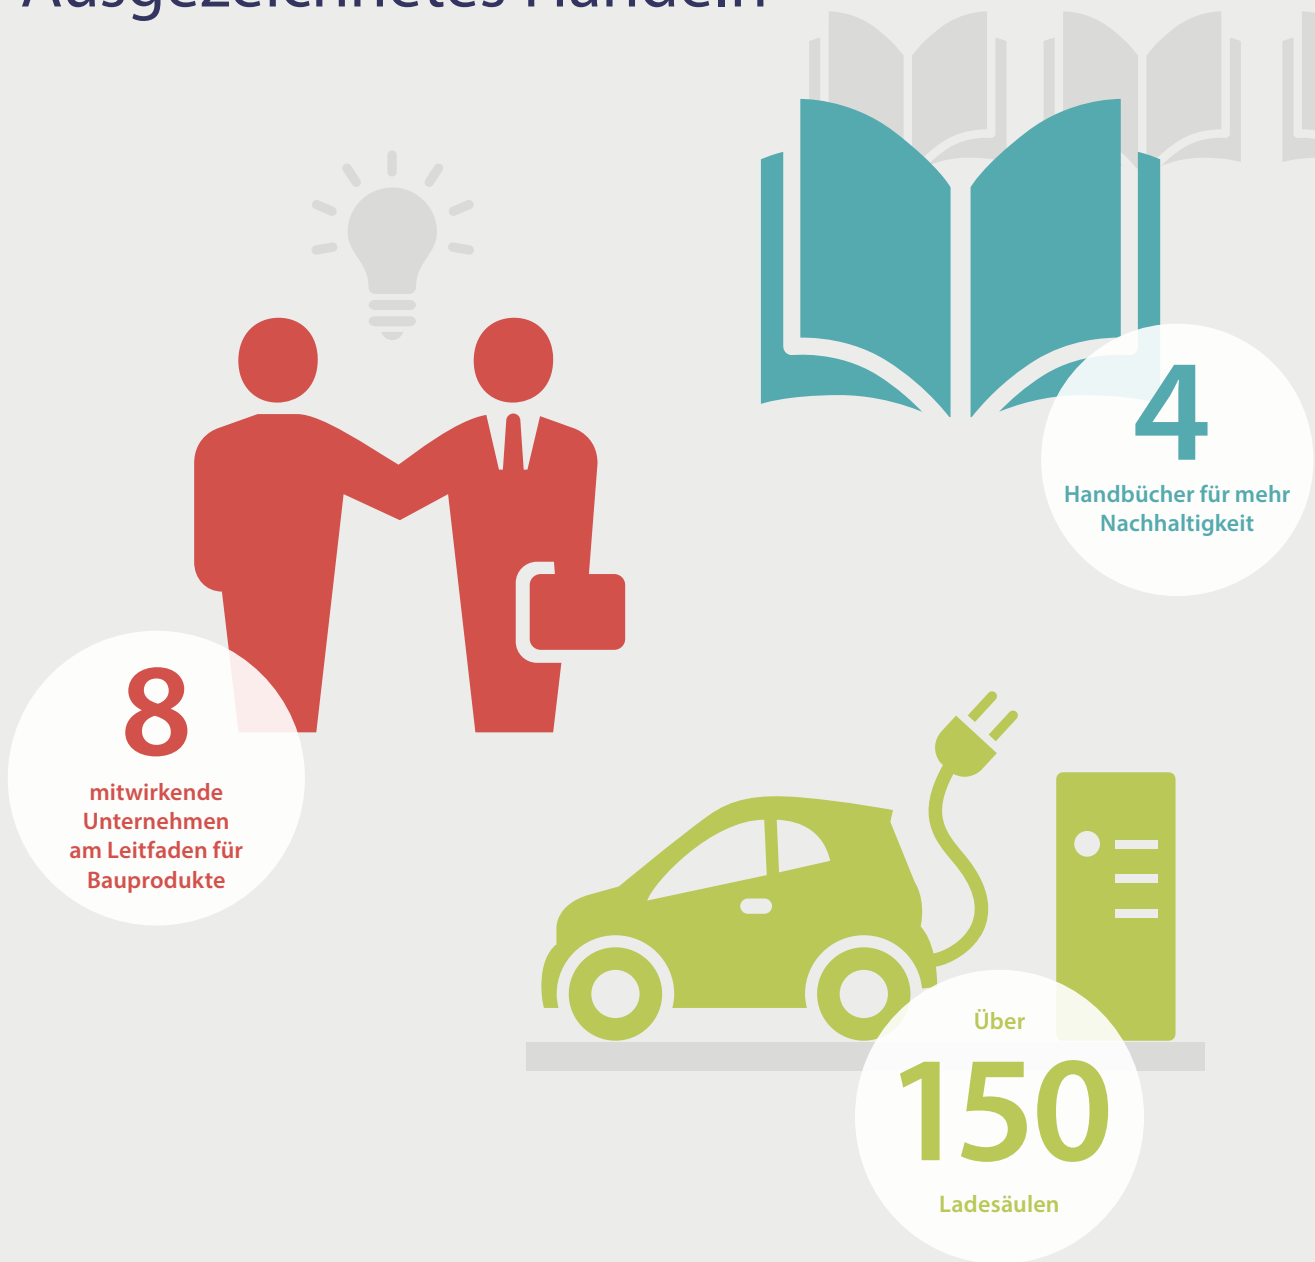 Ausgezeichnetes Handeln
4
Handbücher für mehr
Nachhaltigkeit
8
mitwirkende
Unternehmen
am Leitfaden für
Bauprodukte
Über
150
Ladesäulen